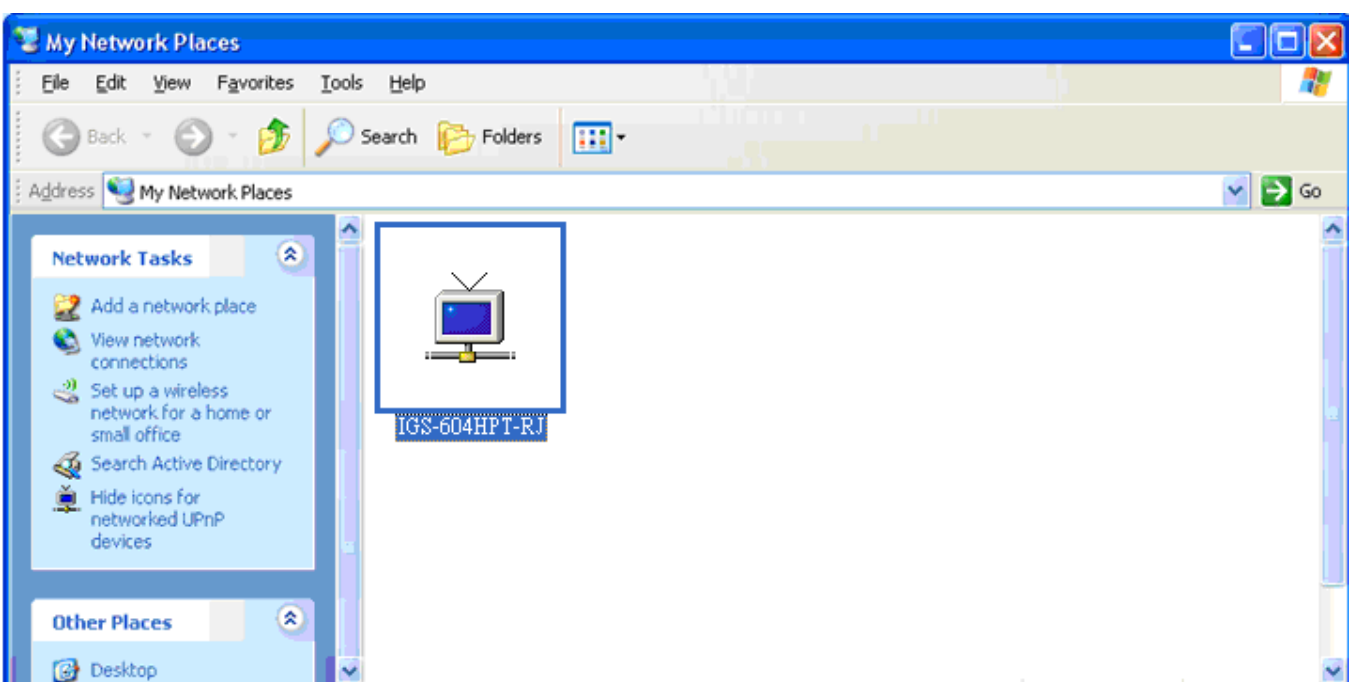 My Network Places
File Edit View Favorites Tools Help
Back Search Folders
Address My Network Places Go
Network Tasks
Add a network place
View network
connections
Set up a wireless
network for a home or
small office
Search Active Directory
Hide icons for
networked UPnP
devices
Other Places
Desktop
IGS-604HPT-RJ